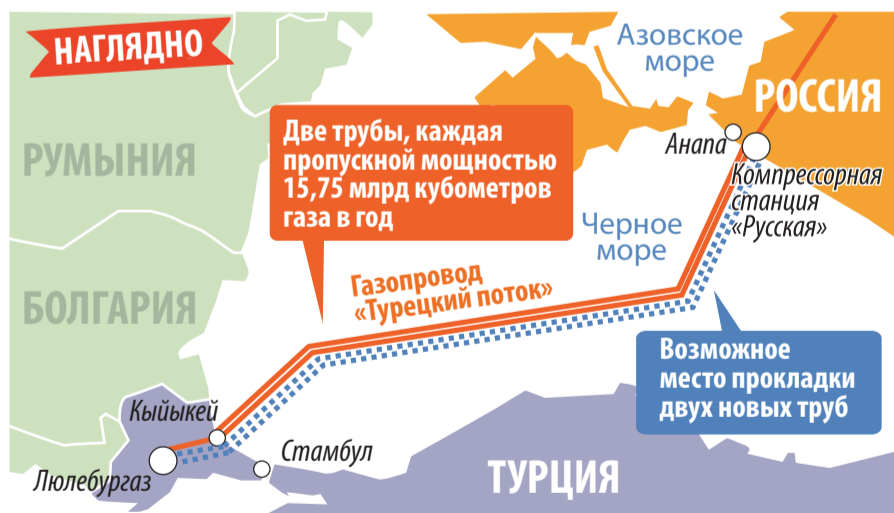 НАГЛЯДНО
Азовское
море
РОССИЯ
РУМЫНИЯ
Две трубы, каждая
пропускной мощностью
15,75 млрд кубометров
газа в год
Анапа
Компрессорная
станция
«Русская»
Черное
море
БОЛГАРИЯ
Газопровод
«Турецкий поток»
Возможное
место прокладки
двух новых труб
Кыйыкей
Стамбул
Люлебургаз
ТУРЦИЯ